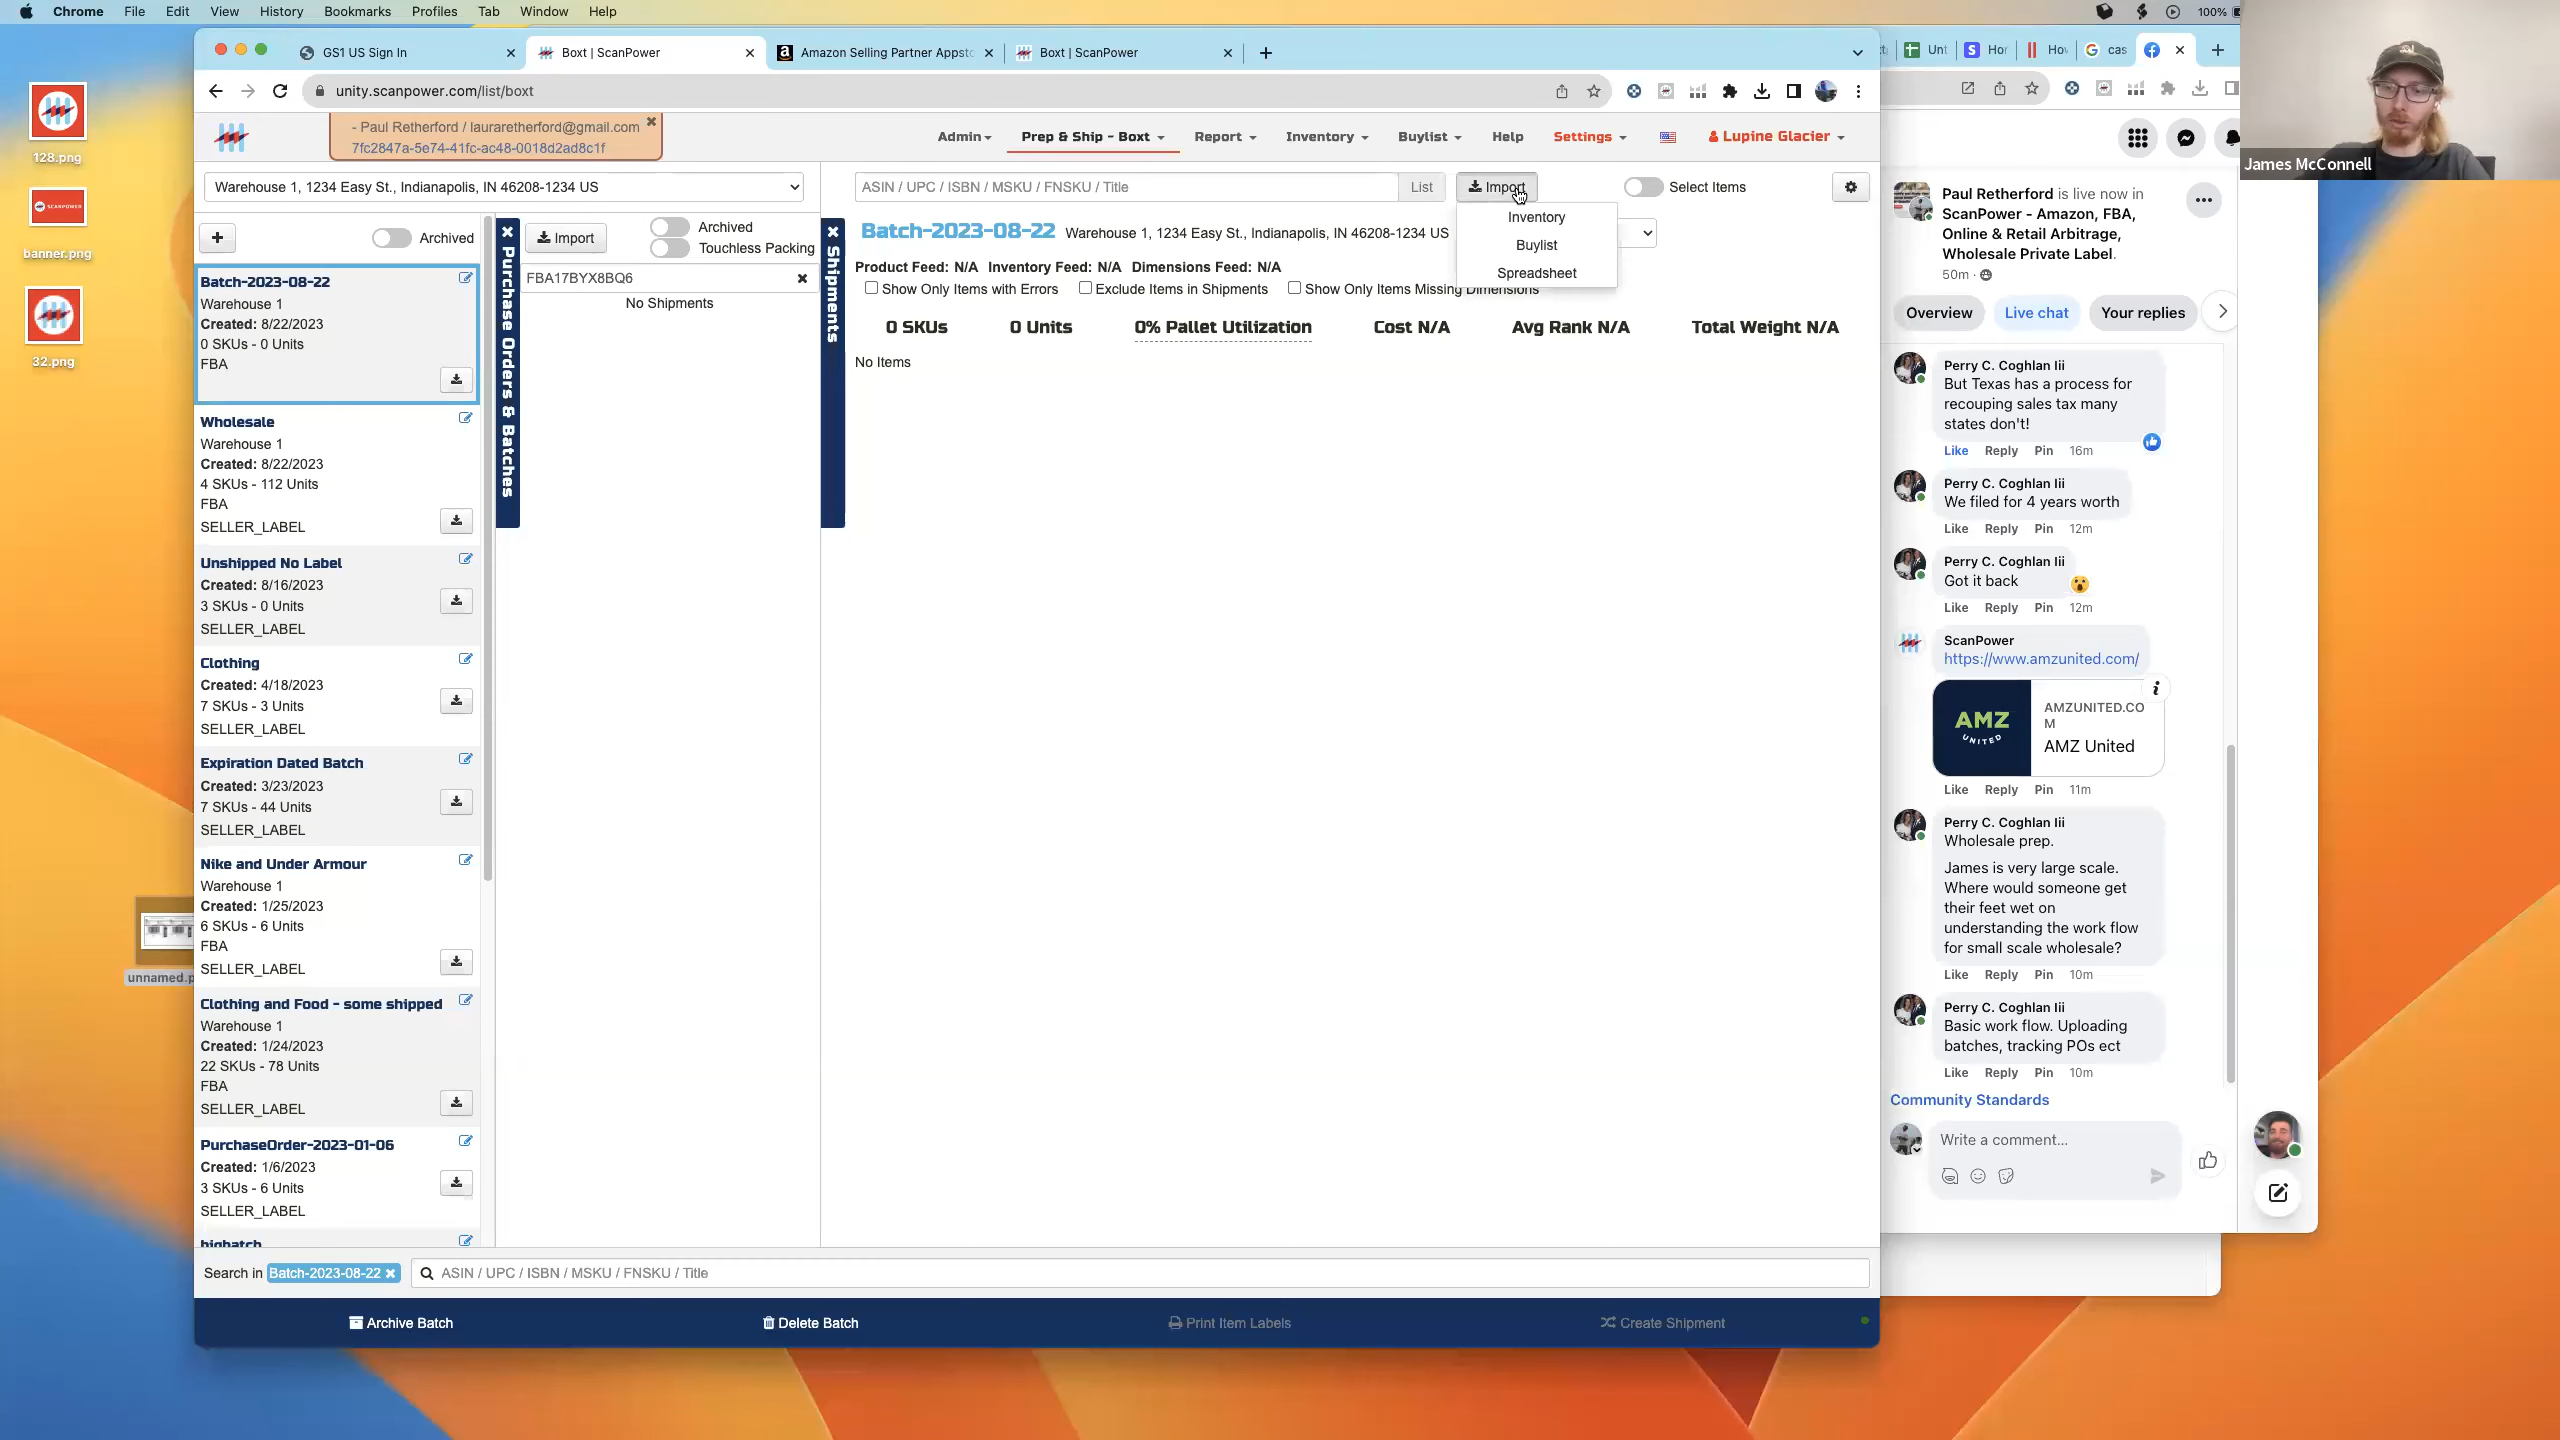 Chrome File Edit View History Bookmarks Profiles Tab Window Help
100%
GS1 US Sign In
Boxt | ScanPower
Amazon Selling Partner Appsto
Boxt | ScanPower
Unt
Hor
Hov
cas
unity.scanpower.com/list/boxt
128.png
banner.png
32.png
unnamed.p
- Paul Retherford / lauraretherford@gmail.com
7fc2847a-5e74-41fc-ac48-0018d2ad8c1f
Admin
Prep & Ship - Boxt
Report
Inventory
Buylist
Help
Settings
Lupine Glacier
Warehouse 1, 1234 Easy St., Indianapolis, IN 46208-1234 US
+
Archived
Batch-2023-08-22
Warehouse 1
Created: 8/22/2023
0 SKUs - 0 Units
FBA
Wholesale
Warehouse 1
Created: 8/22/2023
4 SKUs - 112 Units
FBA
SELLER_LABEL
Unshipped No Label
Created: 8/16/2023
3 SKUs - 0 Units
SELLER_LABEL
Clothing
Created: 4/18/2023
7 SKUs - 3 Units
SELLER_LABEL
Expiration Dated Batch
Created: 3/23/2023
7 SKUs - 44 Units
SELLER_LABEL
Nike and Under Armour
Warehouse 1
Created: 1/25/2023
6 SKUs - 6 Units
FBA
SELLER_LABEL
Clothing and Food - some shipped
Warehouse 1
Created: 1/24/2023
22 SKUs - 78 Units
FBA
SELLER_LABEL
PurchaseOrder-2023-01-06
Created: 1/6/2023
3 SKUs - 6 Units
SELLER_LABEL
bigbatch
Purchase Orders & Batches
Import
Archived
Touchless Packing
FBA17BYX8BQ6
No Shipments
Shipments
ASIN / UPC / ISBN / MSKU / FNSKU / Title
List
Import
Select Items
Inventory
Buylist
Spreadsheet
Batch-2023-08-22 Warehouse 1, 1234 Easy St., Indianapolis, IN 46208-1234 US
Product Feed: N/A Inventory Feed: N/A Dimensions Feed: N/A
Show Only Items with Errors Exclude Items in Shipments Show Only Items Missing Dimensions
0 SKUs 0 Units 0% Pallet Utilization Cost N/A Avg Rank N/A Total Weight N/A
No Items
Search in Batch-2023-08-22
ASIN / UPC / ISBN / MSKU / FNSKU / Title
Archive Batch
Delete Batch
Print Item Labels
Create Shipment
James McConnell
Paul Retherford is live now in
ScanPower - Amazon, FBA,
Online & Retail Arbitrage,
Wholesale Private Label.
50m
Overview
Live chat
Your replies
Perry C. Coghlan Iii
But Texas has a process for
recouping sales tax many
states don't!
Like Reply Pin 16m
Perry C. Coghlan Iii
We filed for 4 years worth
Like Reply Pin 12m
Perry C. Coghlan Iii
Got it back
Like Reply Pin 12m
ScanPower
https://www.amzunited.com/
AMZ
UNITED
AMZUNITED.CO
M
AMZ United
Like Reply Pin 11m
Perry C. Coghlan Iii
Wholesale prep.
James is very large scale.
Where would someone get
their feet wet on
understanding the work flow
for small scale wholesale?
Like Reply Pin 10m
Perry C. Coghlan Iii
Basic work flow. Uploading
batches, tracking POs ect
Like Reply Pin 10m
Community Standards
Write a comment...